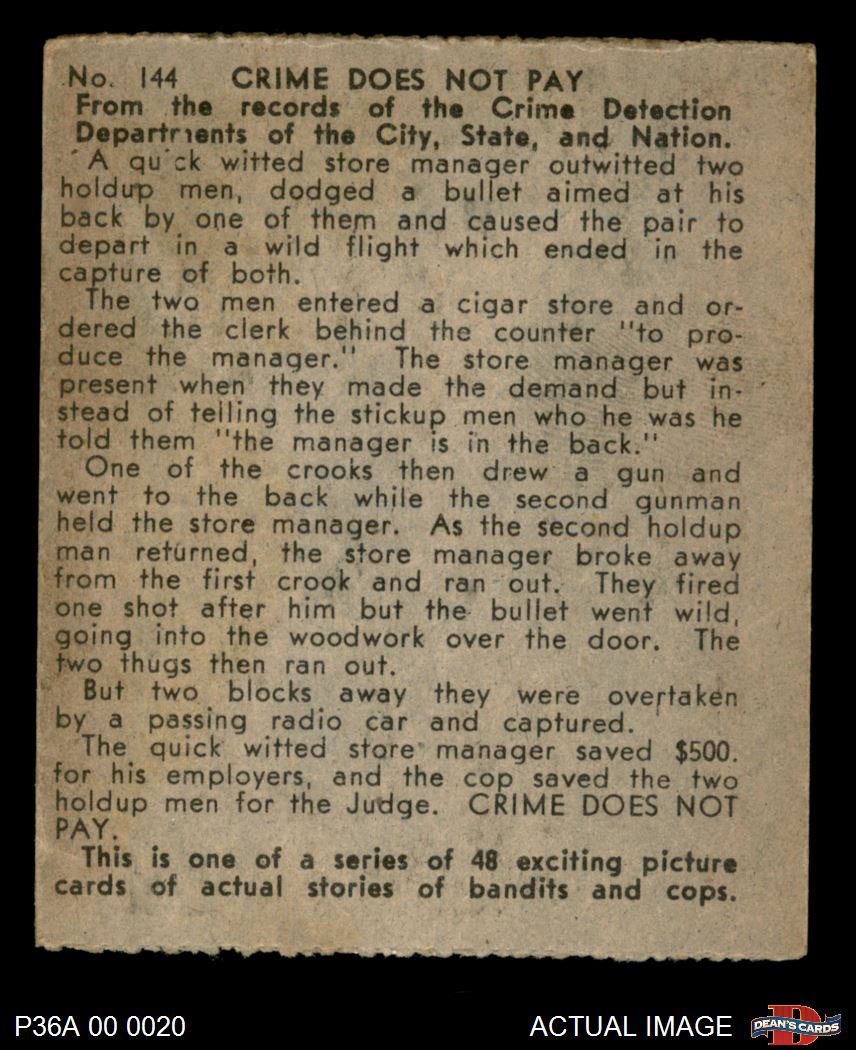 No. 144 CRIME DOES NOT PAY
From the records of the Crime Detection
Departments of the City, State, and Nation.
A quick witted store manager outwitted two
holdup men, dodged a bullet aimed at his
back by one of them and caused the pair to
depart in a wild flight which ended in the
capture of both.
The two men entered a cigar store and or-
dered the clerk behind the counter "to pro-
duce the manager." The store manager was
present when they made the demand but in-
stead of telling the stickup men who he was he
told them "the manager is in the back."
One of the crooks then drew a gun and
went to the back while the second gunman
held the store manager. As the second holdup
man returned, the store manager broke away
from the first crook and ran out. They fired
one shot after him but the bullet went wild,
going into the woodwork over the door. The
two thugs then ran out.
But two blocks away they were overtaken
by a passing radio car and captured.
The quick witted store manager saved $500.
for his employers, and the cop saved the two
holdup men for the Judge. CRIME DOES NOT
PAY.
This is one of a series of 48 exciting picture
cards of actual stories of bandits and cops.
P36A 00 0020
ACTUAL IMAGE
D
DEAN'S CARDS